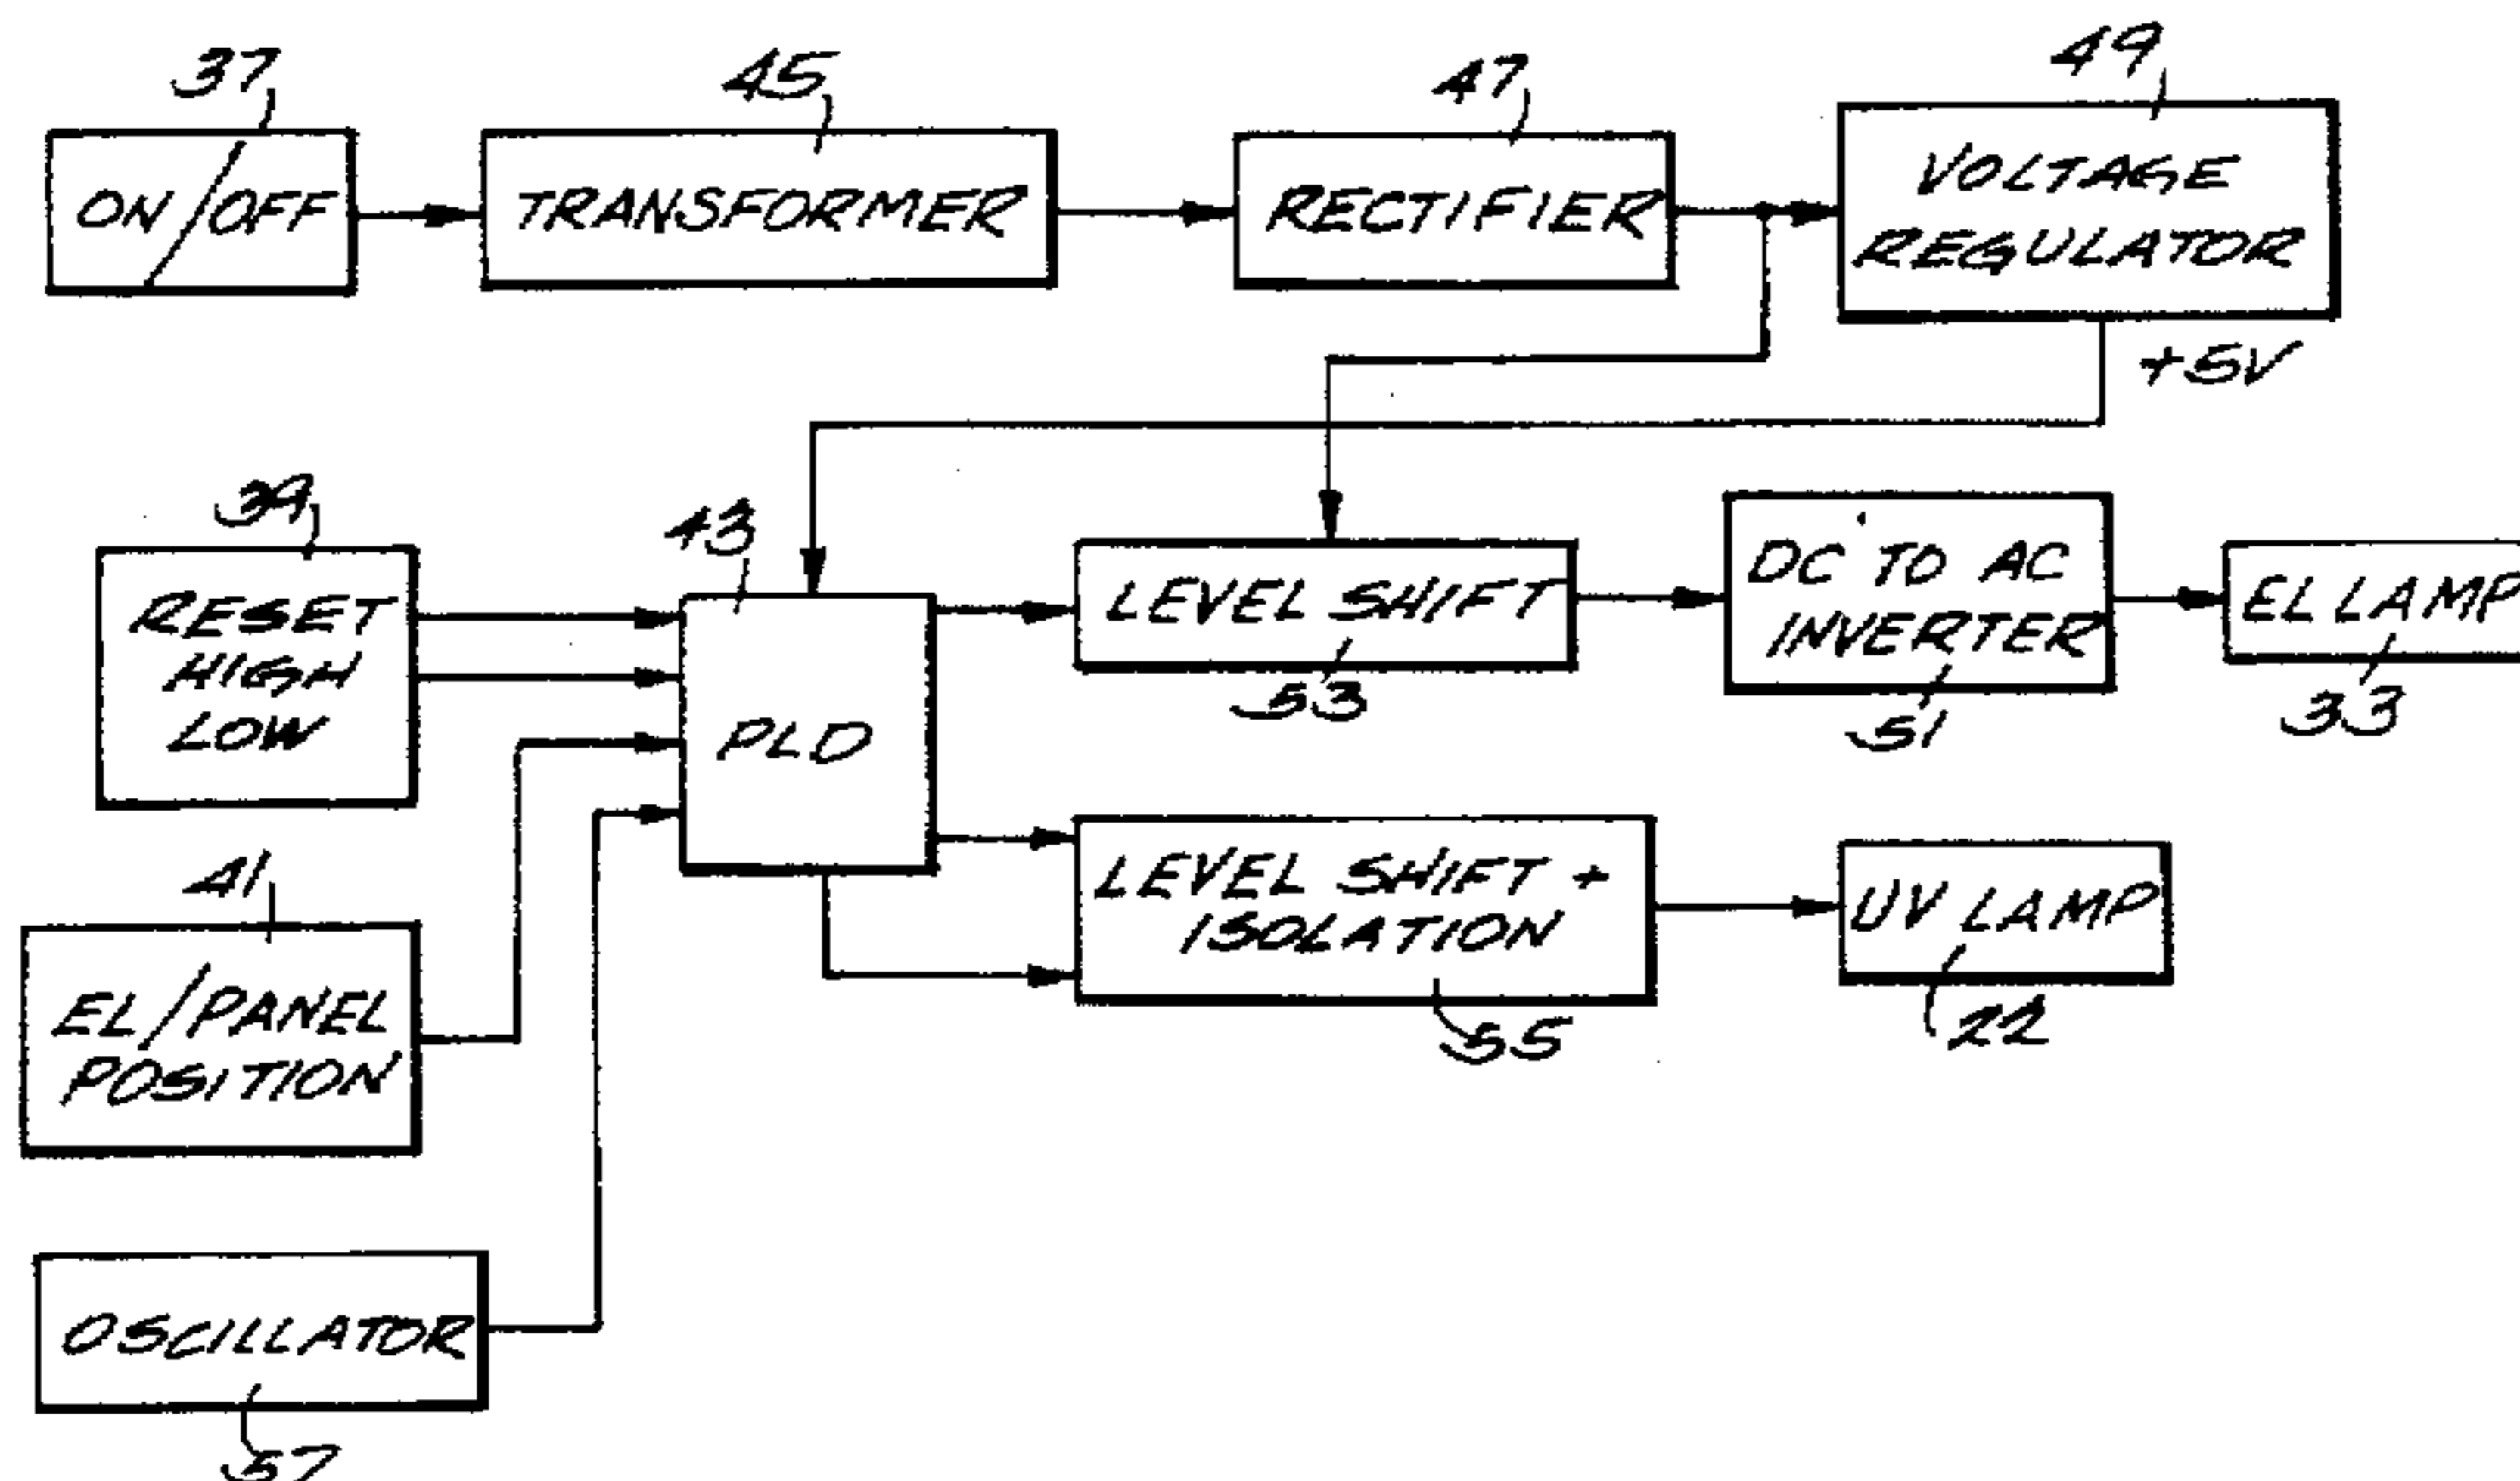 37
45
47
49
ON/OFF
TRANSFORMER
RECTIFIER
VOLTAGE
REGULATOR
+5V
39
RESET
HIGH
LOW
43
PLD
LEVEL SHIFT
53
DC TO AC
INVERTER
51
EL LAMP
33
41
EL/PANEL
POSITION
LEVEL SHIFT +
ISOLATION
55
UV LAMP
22
OSCILLATOR
57